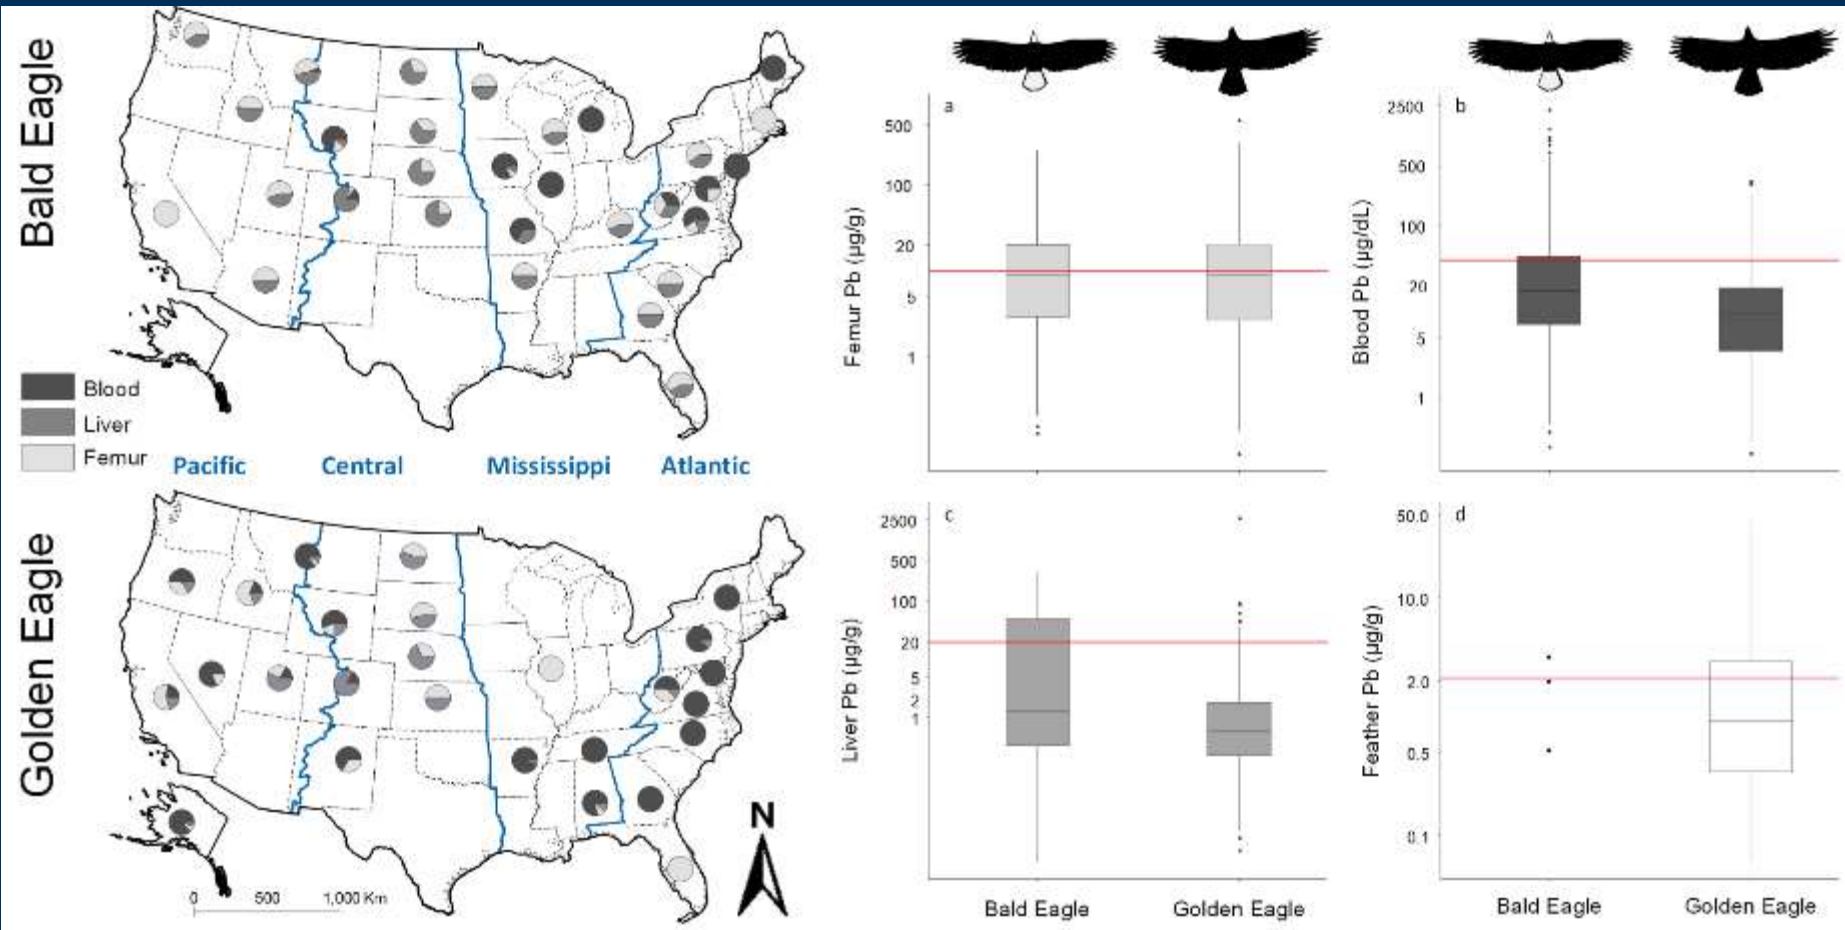 Bald Eagle
Blood
Liver
Femur
Pacific
Central
Mississippi
Atlantic
Golden Eagle
0 500 1,000 Km
N
a
Femur Pb (µg/g)
500
100
20
5
1
b
Blood Pb (µg/dL)
2500
500
100
20
5
1
c
Liver Pb (µg/g)
2500
500
100
20
5
2
1
Bald Eagle
Golden Eagle
d
Feather Pb (µg/g)
50.0
10.0
2.0
0.5
0.1
Bald Eagle
Golden Eagle